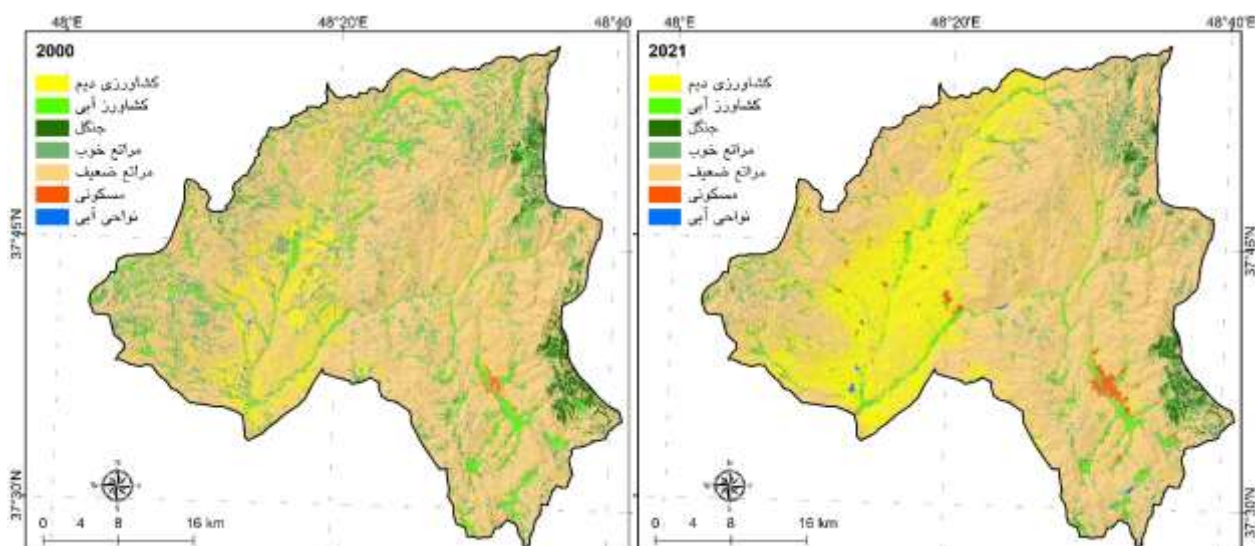 48°E 48°20'E 48°40'E
2000
کشاورزی دیم
کشاورز آبی
جنگل
مراتع خوب
مراتع ضعیف
مسکونی
نواحی آبی
37°45'N
37°30'N
0 4 8 16 km
48°E 48°20'E 48°40'E
2021
کشاورزی دیم
کشاورز آبی
جنگل
مراتع خوب
مراتع ضعیف
مسکونی
نواحی آبی
37°45'N
37°30'N
0 4 8 16 km